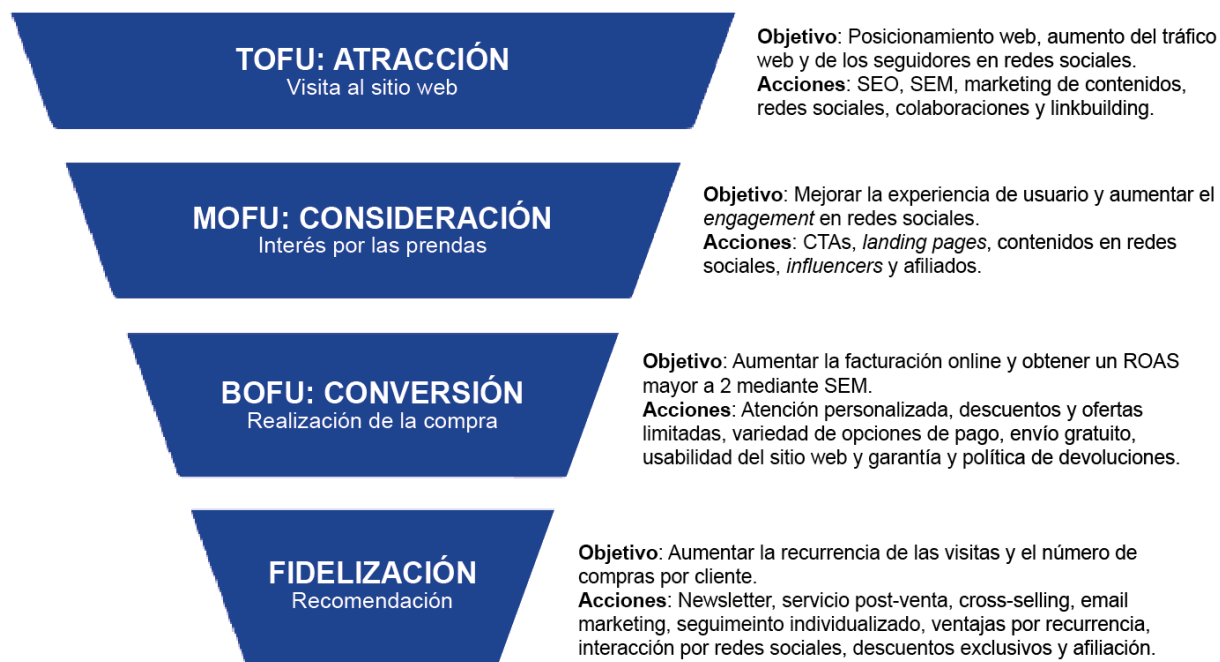 TOFU: ATRACCIÓN
Visita al sitio web
Objetivo: Posicionamiento web, aumento del tráfico
web y de los seguidores en redes sociales.
Acciones: SEO, SEM, marketing de contenidos,
redes sociales, colaboraciones y linkbuilding.
MOFU: CONSIDERACIÓN
Interés por las prendas
Objetivo: Mejorar la experiencia de usuario y aumentar el
engagement en redes sociales.
Acciones: CTAs, landing pages, contenidos en redes
sociales, influencers y afiliados.
BOFU: CONVERSIÓN
Realización de la compra
Objetivo: Aumentar la facturación online y obtener un ROAS
mayor a 2 mediante SEM.
Acciones: Atención personalizada, descuentos y ofertas
limitadas, variedad de opciones de pago, envío gratuito,
usabilidad del sitio web y garantía y política de devoluciones.
FIDELIZACIÓN
Recomendación
Objetivo: Aumentar la recurrencia de las visitas y el número de
compras por cliente.
Acciones: Newsletter, servicio post-venta, cross-selling, email
marketing, seguimeinto individualizado, ventajas por recurrencia,
interacción por redes sociales, descuentos exclusivos y afiliación.